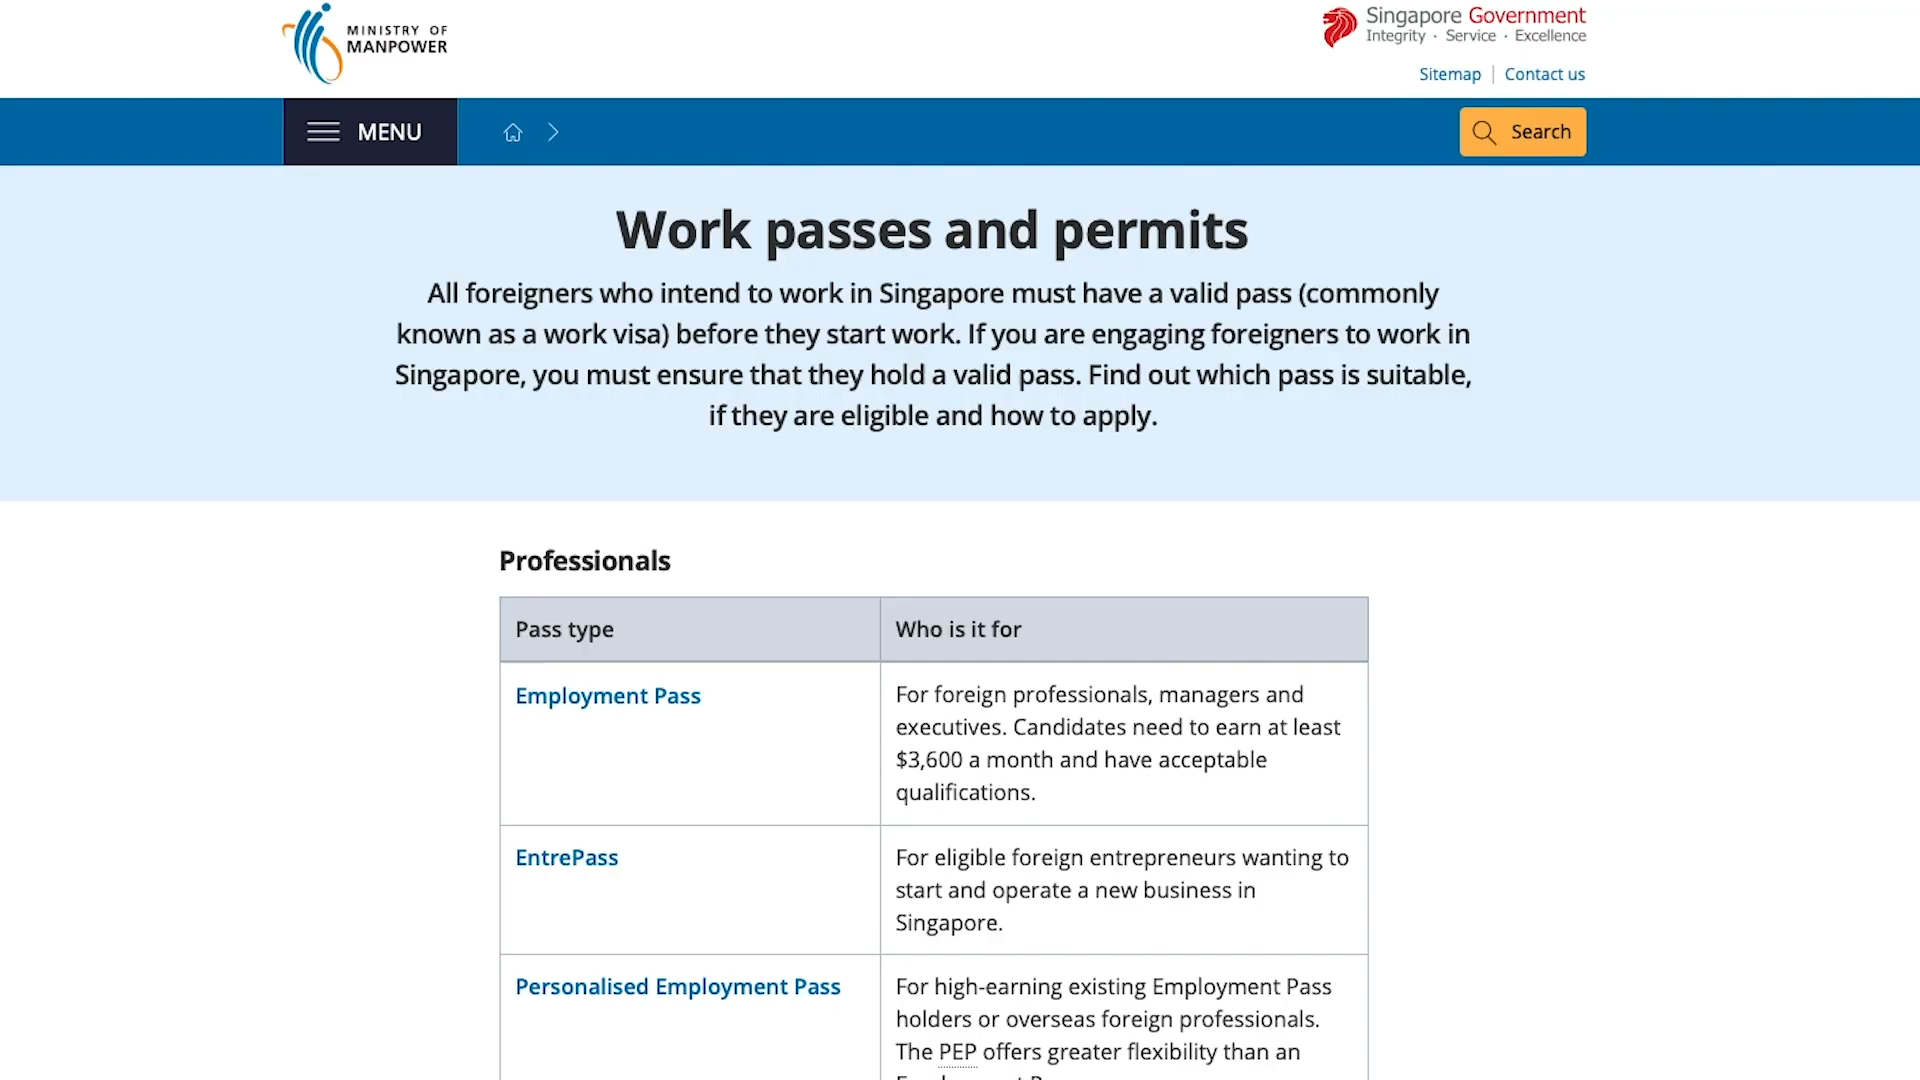 MINISTRY OF
MANPOWER
Singapore Government
Integrity · Service · Excellence
Sitemap
Contact us
MENU
Search
Work passes and permits
All foreigners who intend to work in Singapore must have a valid pass (commonly
known as a work visa) before they start work. If you are engaging foreigners to work in
Singapore, you must ensure that they hold a valid pass. Find out which pass is suitable,
if they are eligible and how to apply.
Professionals
Pass type
Who is it for
Employment Pass
For foreign professionals, managers and
executives. Candidates need to earn at least
$3,600 a month and have acceptable
qualifications.
EntrePass
For eligible foreign entrepreneurs wanting to
start and operate a new business in
Singapore.
Personalised Employment Pass
For high-earning existing Employment Pass
holders or overseas foreign professionals.
The PEP offers greater flexibility than an